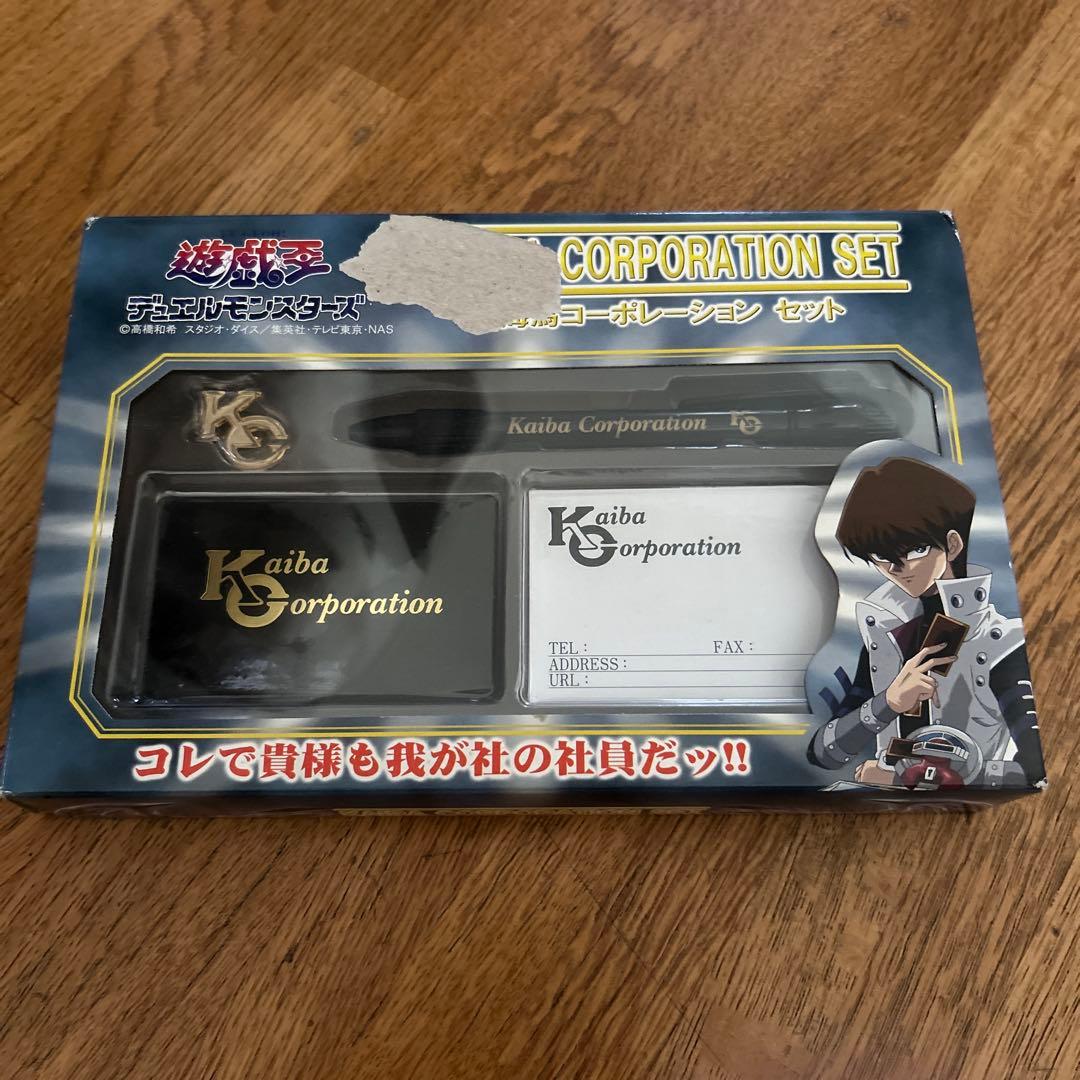 遊戯王
デュエルモンスターズ
©高橋和希 スタジオ・ダイス/集英社・テレビ東京・NAS
CORPORATION SET
コーポレーション セット
KC
Kaiba Corporation KC
Kaiba
Corporation
Kaiba
Corporation
TEL : FAX :
ADDRESS :
URL :
コレで貴様も我が社の社員だッ!!